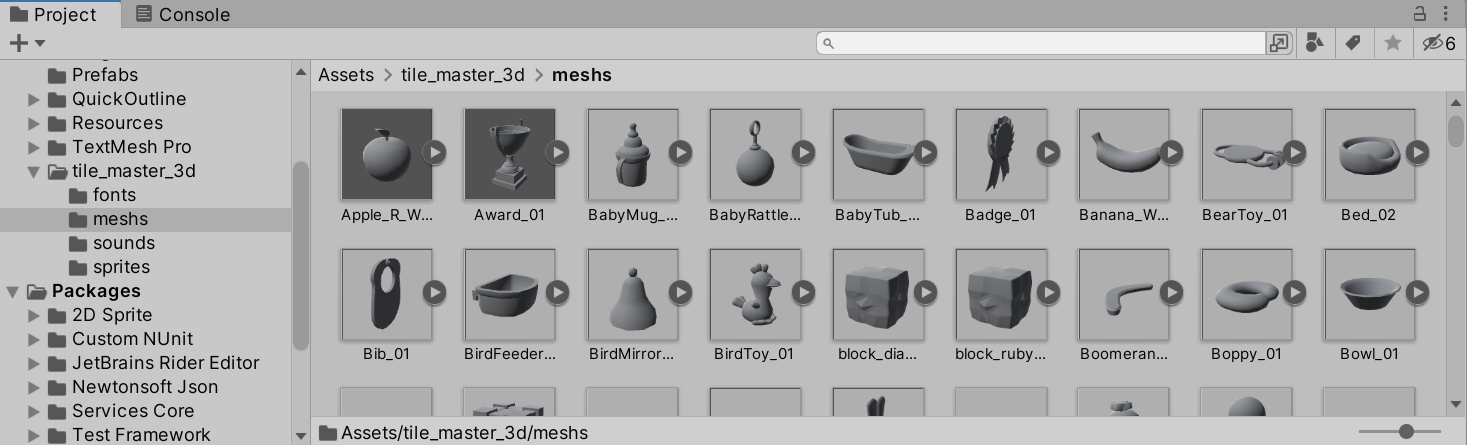 Project
Console
6
Prefabs
QuickOutline
Resources
TextMesh Pro
tile_master_3d
fonts
meshs
sounds
sprites
Packages
2D Sprite
Custom NUnit
JetBrains Rider Editor
Newtonsoft Json
Services Core
Test Framework
Assets > tile_master_3d > meshs
Apple_R_W... Award_01 BabyMug_... BabyRattle... BabyTub_... Badge_01 Banana_W... BearToy_01 Bed_02
Bib_01 BirdFeeder... BirdMirror... BirdToy_01 block_dia... block_ruby... Boomeran... Boppy_01 Bowl_01
Assets/tile_master_3d/meshs